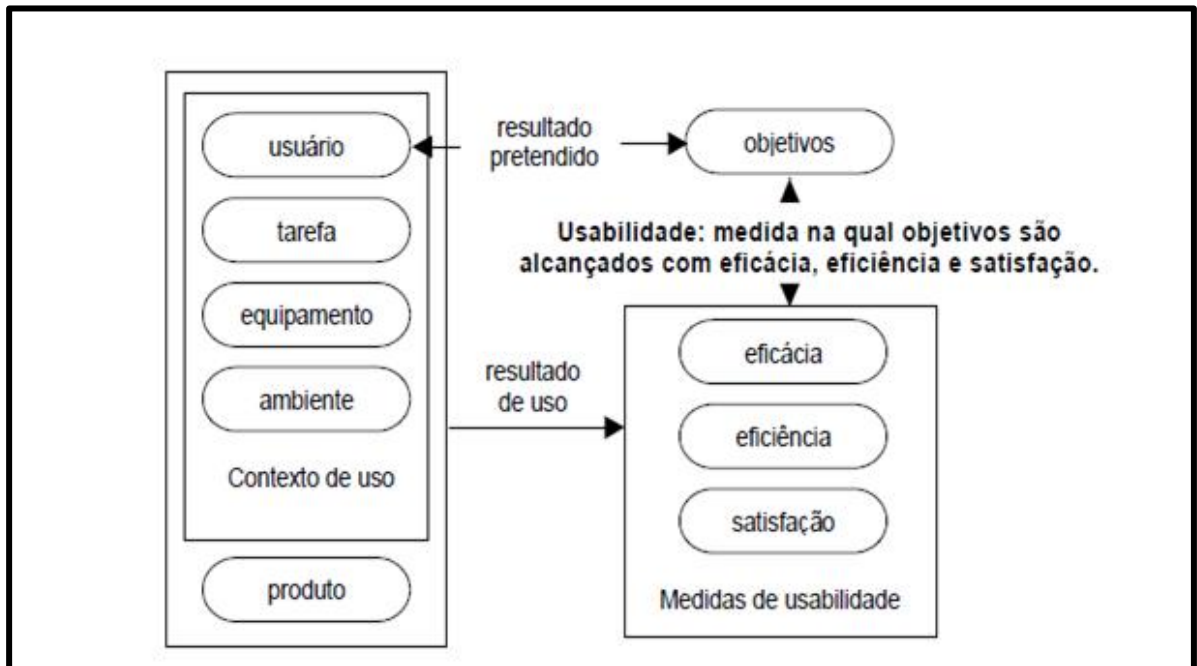 usuário
tarefa
equipamento
ambiente
Contexto de uso
produto
resultado
pretendido
objetivos
Usabilidade: medida na qual objetivos são
alcançados com eficácia, eficiência e satisfação.
resultado
de uso
eficácia
eficiência
satisfação
Medidas de usabilidade